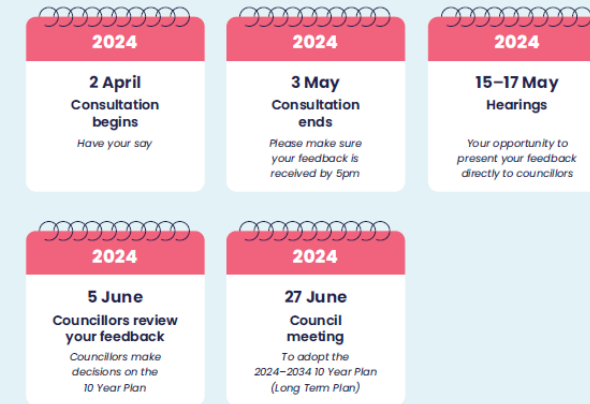 2024
2 April
Consultation
begins
Have your say
2024
3 May
Consultation
ends
Please make sure
your feedback is
received by 5pm
2024
15–17 May
Hearings
Your opportunity to
present your feedback
directly to councillors
2024
5 June
Councillors review
your feedback
Councillors make
decisions on the
10 Year Plan
2024
27 June
Council
meeting
To adopt the
2024–2034 10 Year Plan
(Long Term Plan)